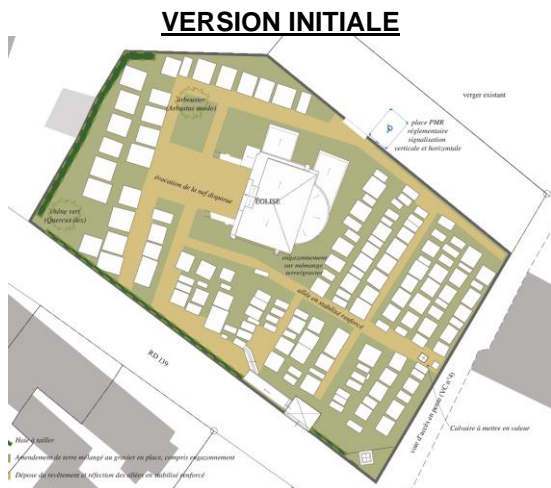 VERSION INITIALE
verger existant
place PMR
réglementaire
signalisation
verticale et horizontale
arbousier
(Arbustus unedo)
évocation de la nef disparue
ÉGLISE
chêne vert
(Quercus ilex)
engazonnement
sur mémange
terre/gravier
allée en stabilisé renforcé
RD 139
voie d'accès en pente (VC n°4)
Calvaire à mettre en valeur
Haie à tailler
Amendement de terre mélangé au gravier en place, compris engazonnement
Dépose du revêtement et réfection des allées en stabilisé renforcé